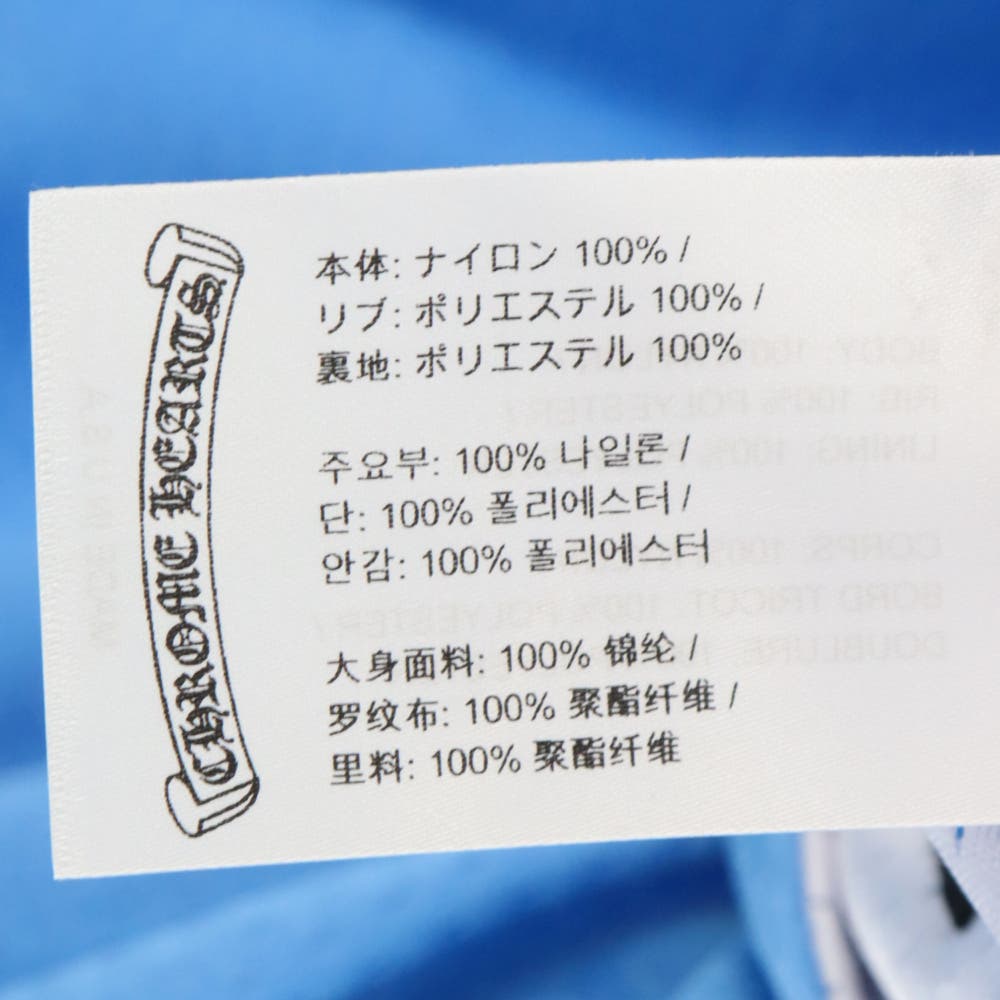 CHROME HEARTS
本体: ナイロン 100% /
リブ: ポリエステル 100% /
裏地: ポリエステル 100%
주요부: 100% 나일론 /
단: 100% 폴리에스터 /
안감: 100% 폴리에스터
大身面料: 100% 锦纶 /
罗纹布: 100% 聚酯纤维 /
里料: 100% 聚酯纤维